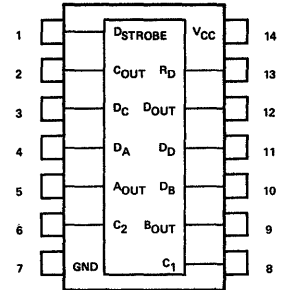 1 DSTROBE VCC 14
2 COUT RD 13
3 DC DOUT 12
4 DA DD 11
5 AOUT DB 10
6 C2 BOUT 9
7 GND C1 8